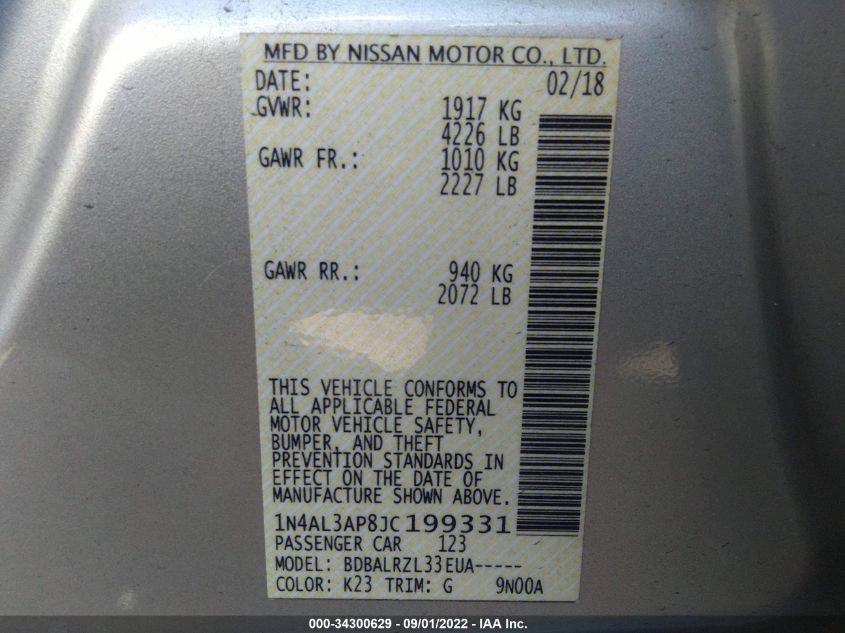 MFD BY NISSAN MOTOR CO., LTD.
DATE: 02/18
GVWR: 1917 KG
4226 LB
GAWR FR.: 1010 KG
2227 LB
GAWR RR.: 940 KG
2072 LB
THIS VEHICLE CONFORMS TO
ALL APPLICABLE FEDERAL
MOTOR VEHICLE SAFETY,
BUMPER, AND THEFT
PREVENTION STANDARDS IN
EFFECT ON THE DATE OF
MANUFACTURE SHOWN ABOVE.
1N4AL3AP8JC199331
PASSENGER CAR 123
MODEL: BDBALRZL33EUA-----
COLOR: K23 TRIM: G 9N00A
000-34300629 - 09/01/2022 - IAA Inc.